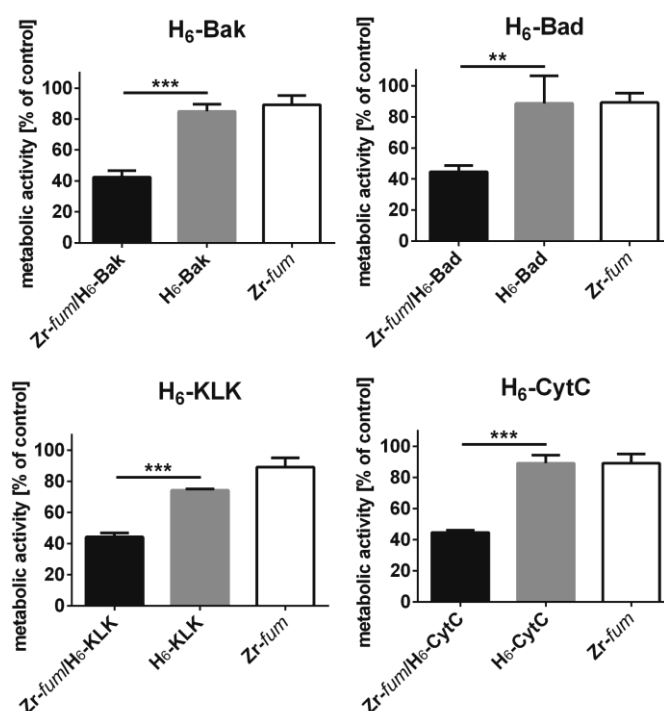 H₆-Bak
metabolic activity [% of control]
100
80
60
40
20
0
***
Zr-fum/H₆-Bak
H₆-Bak
Zr-fum
H₆-Bad
metabolic activity [% of control]
100
80
60
40
20
0
**
Zr-fum/H₆-Bad
H₆-Bad
Zr-fum
H₆-KLK
metabolic activity [% of control]
100
80
60
40
20
0
***
Zr-fum/H₆-KLK
H₆-KLK
Zr-fum
H₆-CytC
metabolic activity [% of control]
100
80
60
40
20
0
***
Zr-fum/H₆-CytC
H₆-CytC
Zr-fum